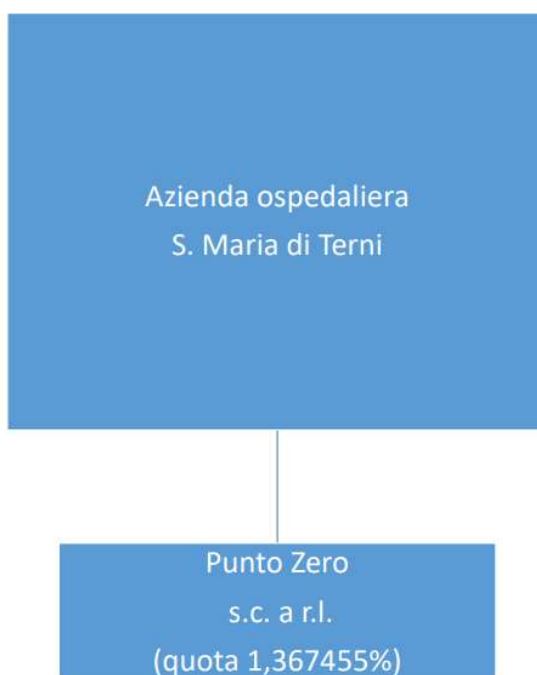 Azienda ospedaliera
S. Maria di Terni
Punto Zero
s.c. a r.l.
(quota 1,367455%)